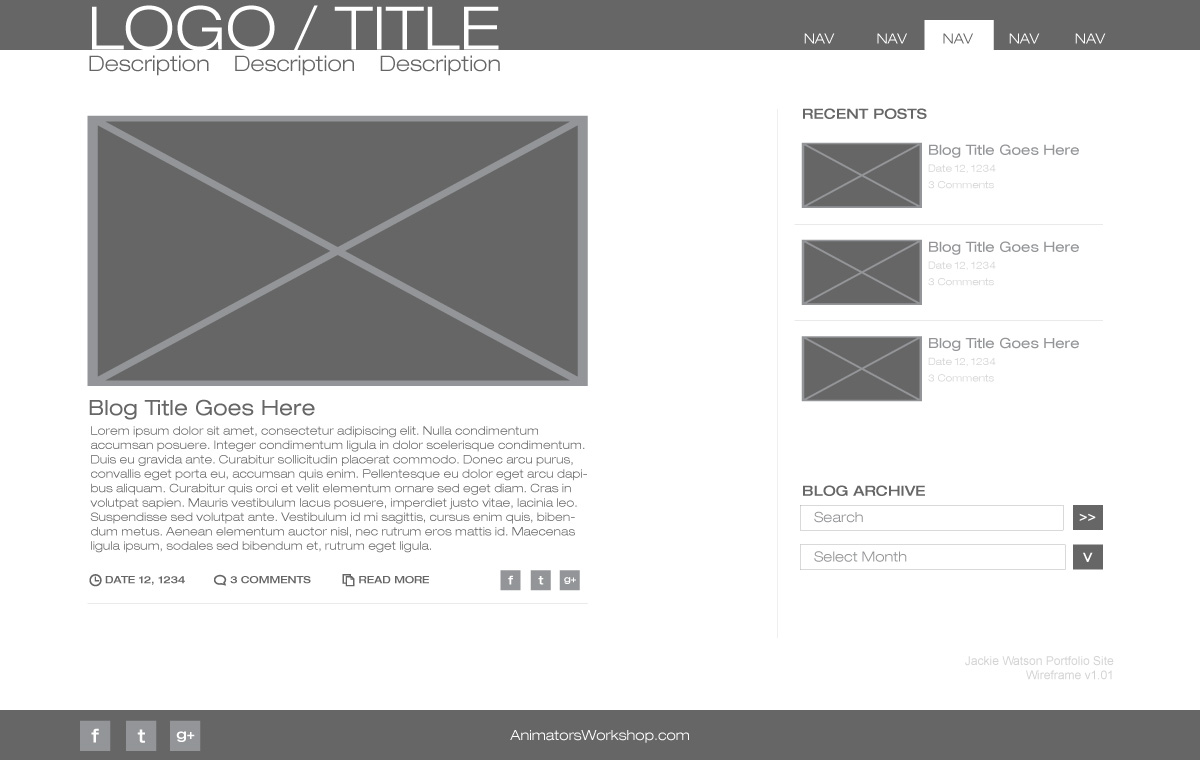 LOGO / TITLE
NAV NAV NAV NAV NAV
Description Description Description
Blog Title Goes Here
Lorem ipsum dolor sit amet, consectetur adipiscing elit. Nulla condimentum
accumsan posuere. Integer condimentum ligula in dolor scelerisque condimentum.
Duis eu gravida ante. Curabitur sollicitudin placerat commodo. Donec arcu purus,
convallis eget porta eu, accumsan quis enim. Pellentesque eu dolor eget arcu dapi-
bus aliquam. Curabitur quis orci et velit elementum ornare sed eget diam. Cras in
volutpat sapien. Mauris vestibulum lacus posuere, imperdiet justo vitae, lacinia leo.
Suspendisse sed volutpat ante. Vestibulum id mi sagittis, cursus enim quis, biben-
dum metus. Aenean elementum auctor nisl, nec rutrum eros mattis id. Maecenas
ligula ipsum, sodales sed bibendum et, rutrum eget ligula.
DATE 12, 1234 3 COMMENTS READ MORE f t g+
RECENT POSTS
Blog Title Goes Here
Date 12, 1234
3 Comments
Blog Title Goes Here
Date 12, 1234
3 Comments
Blog Title Goes Here
Date 12, 1234
3 Comments
BLOG ARCHIVE
Search >>
Select Month V
Jackie Watson Portfolio Site
Wireframe v1.01
f t g+ AnimatorsWorkshop.com